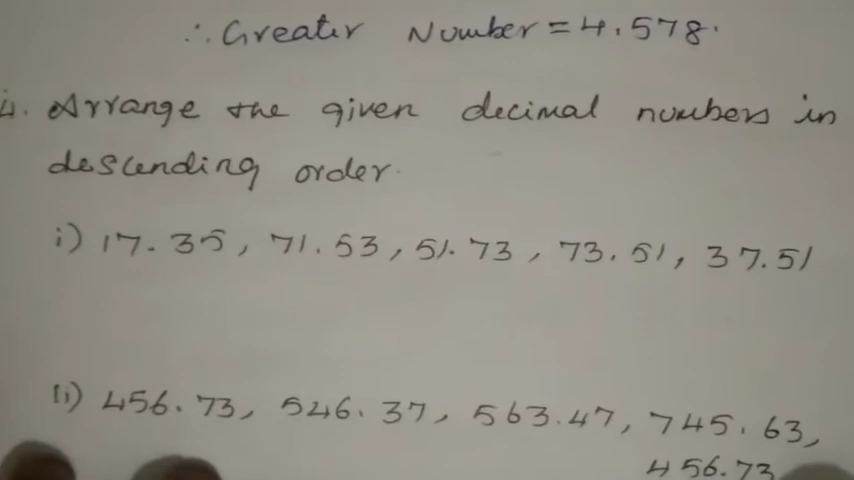 ∴ Greater Number = 4.578.
4. Arrange the given decimal numbers in
descending order.
i) 17.35, 71.53, 51.73, 73.51, 37.51
ii) 456.73, 546.37, 563.47, 745.63,
456.73